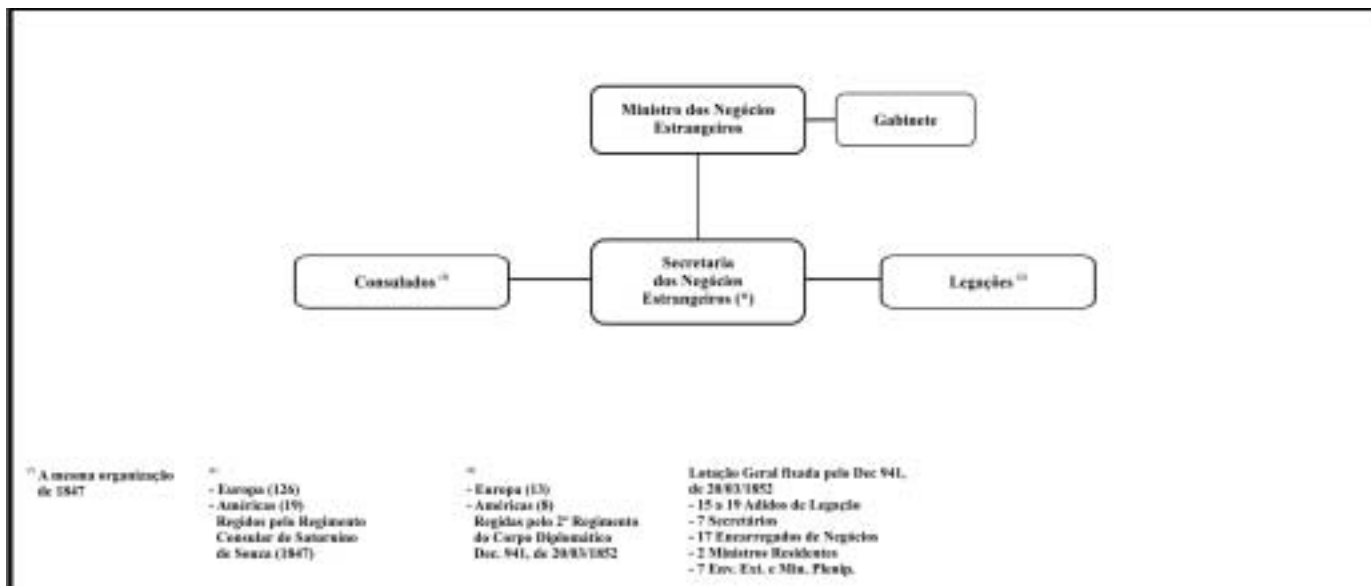 Ministro dos Negócios
Estrangeiros
Gabinete
Consulados
Secretaria
dos Negócios
Estrangeiros (*)
Legações
(*) A mesma organização
de 1847
- Europa (126)
- Américas (19)
Regidos pelo Regimento
Consular de Saturnino
de Souza (1847)
- Europa (13)
- Américas (8)
Regidas pelo 2º Regimento
do Corpo Diplomático
Dec. 941, de 20/03/1852
Lotação Geral fixada pelo Dec 941,
de 20/03/1852
- 15 a 19 Adidos de Legação
- 7 Secretários
- 17 Encarregados de Negócios
- 2 Ministros Residentes
- 7 Env. Ext. e Min. Plenip.